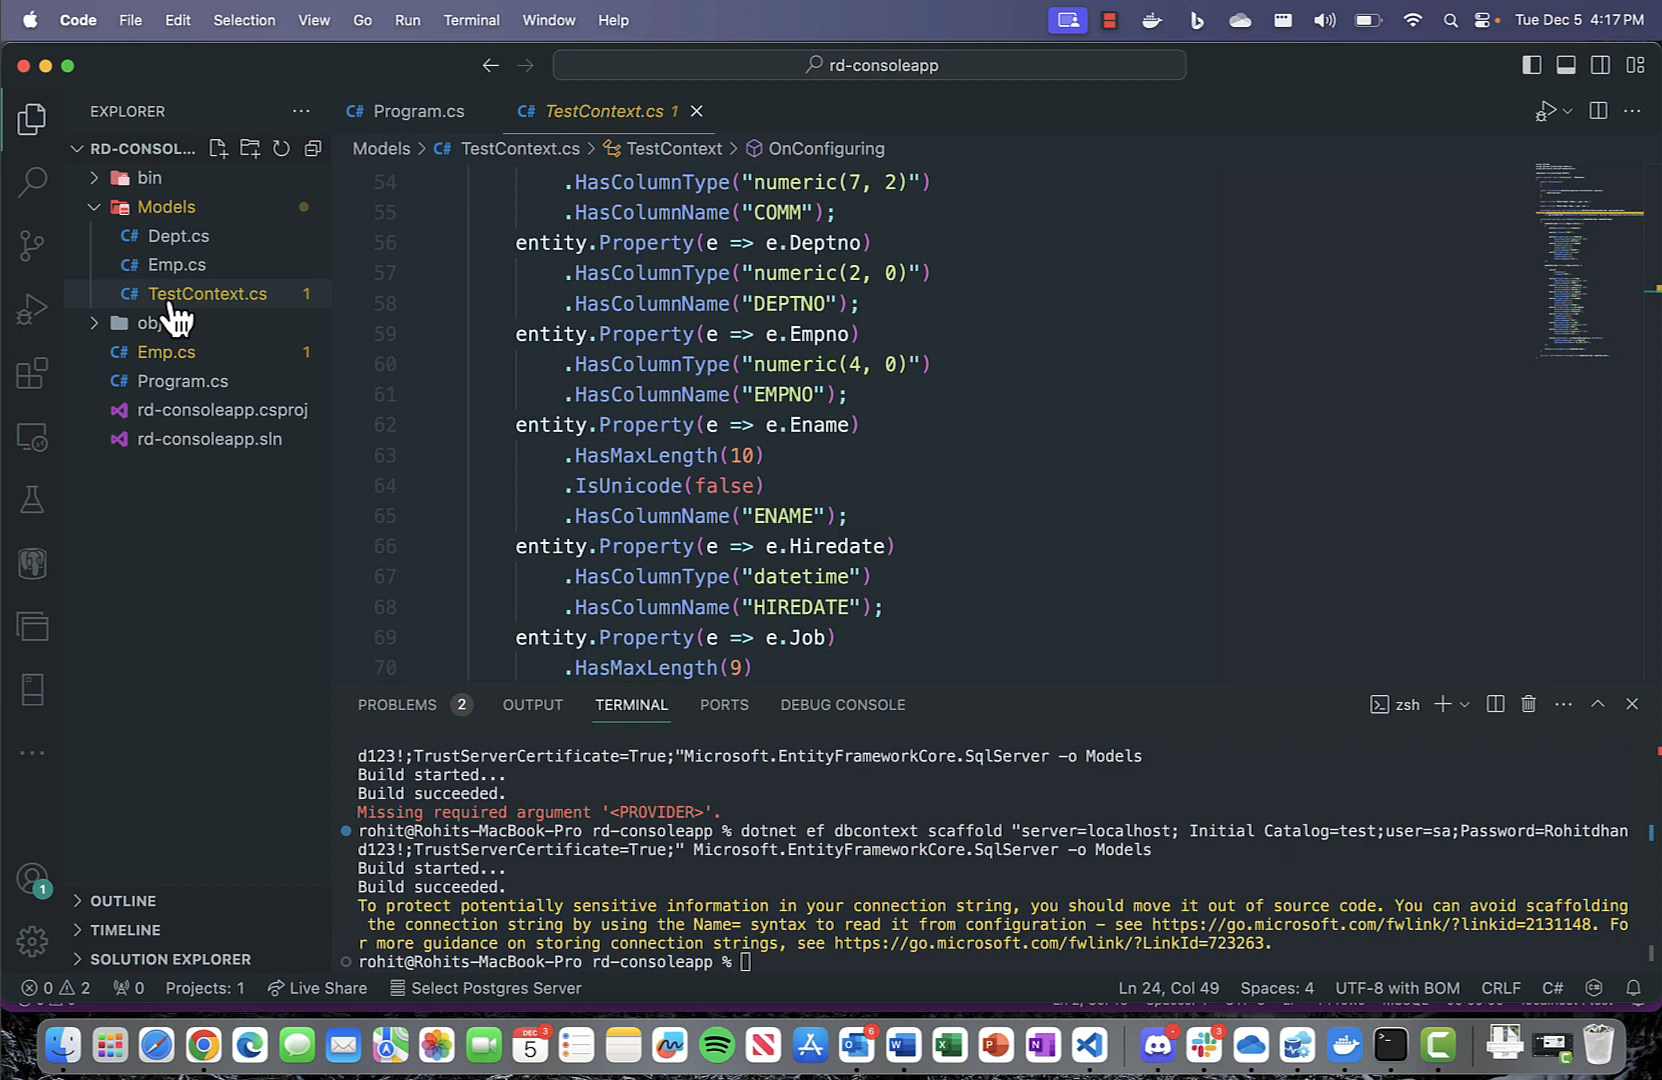 Code File Edit Selection View Go Run Terminal Window Help Tue Dec 5 4:17 PM
rd-consoleapp
EXPLORER
Program.cs
TestContext.cs 1
RD-CONSOL...
Models > TestContext.cs > TestContext > OnConfiguring
bin
Models
Dept.cs
Emp.cs
TestContext.cs 1
Emp.cs 1
Program.cs
rd-consoleapp.csproj
rd-consoleapp.sln
54 .HasColumnType("numeric(7, 2)")
55 .HasColumnName("COMM");
56 entity.Property(e => e.Deptno)
57 .HasColumnType("numeric(2, 0)")
58 .HasColumnName("DEPTNO");
59 entity.Property(e => e.Empno)
60 .HasColumnType("numeric(4, 0)")
61 .HasColumnName("EMPNO");
62 entity.Property(e => e.Ename)
63 .HasMaxLength(10)
64 .IsUnicode(false)
65 .HasColumnName("ENAME");
66 entity.Property(e => e.Hiredate)
67 .HasColumnType("datetime")
68 .HasColumnName("HIREDATE");
69 entity.Property(e => e.Job)
70 .HasMaxLength(9)
PROBLEMS 2 OUTPUT TERMINAL PORTS DEBUG CONSOLE zsh
d123!;TrustServerCertificate=True;"Microsoft.EntityFrameworkCore.SqlServer -o Models
Build started...
Build succeeded.
Missing required argument '<PROVIDER>'.
rohit@Rohits-MacBook-Pro rd-consoleapp % dotnet ef dbcontext scaffold "server=localhost; Initial Catalog=test;user=sa;Password=Rohitdhan
d123!;TrustServerCertificate=True;" Microsoft.EntityFrameworkCore.SqlServer -o Models
Build started...
Build succeeded.
To protect potentially sensitive information in your connection string, you should move it out of source code. You can avoid scaffolding
the connection string by using the Name= syntax to read it from configuration - see https://go.microsoft.com/fwlink/?linkid=2131148. Fo
r more guidance on storing connection strings, see https://go.microsoft.com/fwlink/?LinkId=723263.
rohit@Rohits-MacBook-Pro rd-consoleapp %
1
OUTLINE
TIMELINE
SOLUTION EXPLORER
0 2 0 Projects: 1 Live Share Select Postgres Server Ln 24, Col 49 Spaces: 4 UTF-8 with BOM CRLF C#
DEC 3
5
6
3